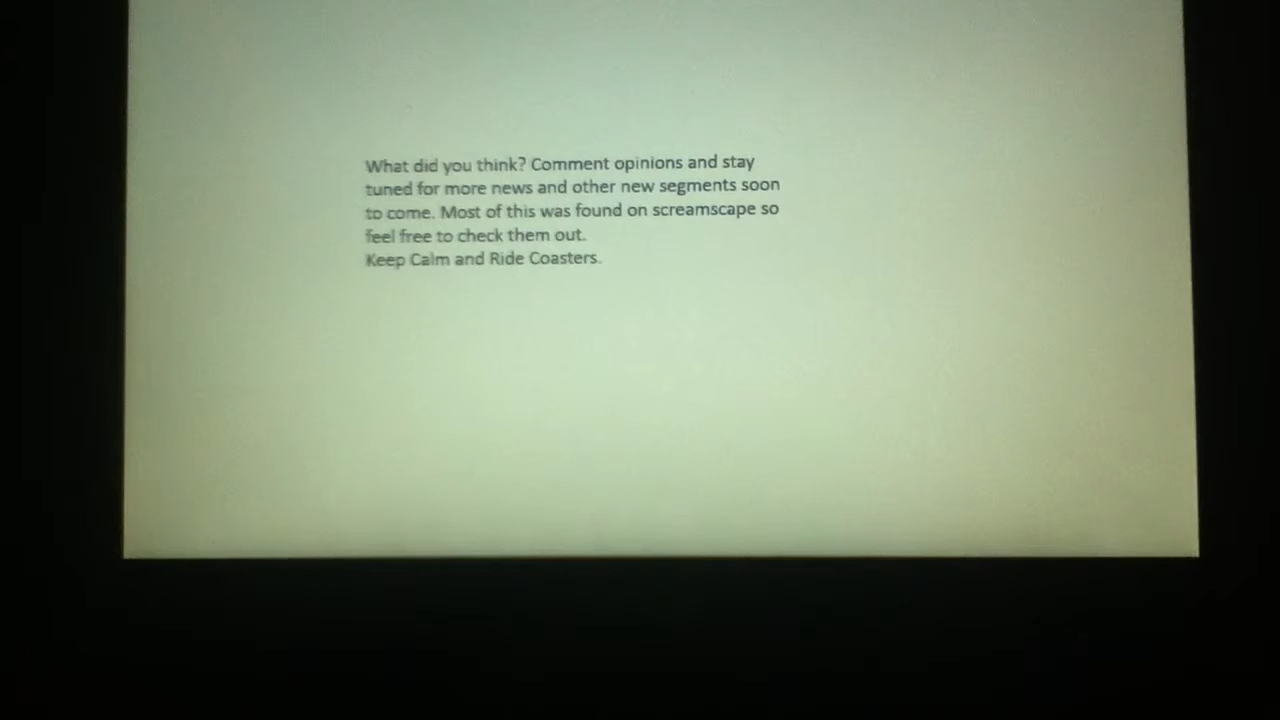 What did you think? Comment opinions and stay
tuned for more news and other new segments soon
to come. Most of this was found on screamscape so
feel free to check them out.
Keep Calm and Ride Coasters.